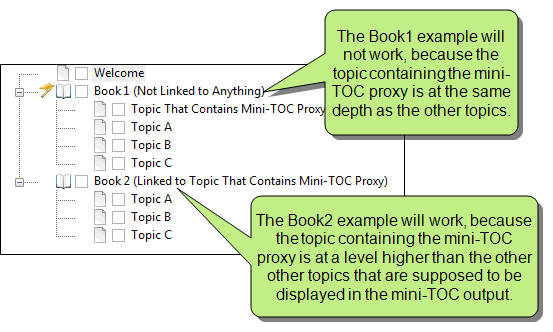 The Book1 example will
not work, because the
topic containing the mini-
TOC proxy is at the same
depth as the other topics.
Welcome
Book 1 (Not Linked to Anything)
Topic That Contains Mini-TOC Proxy
Topic A
Topic B
Topic C
Book 2 (Linked to Topic That Contains Mini-TOC Proxy)
Topic A
Topic B
Topic C
The Book2 example will work, because
the topic containing the mini-TOC
proxy is at a level higher than the other
other topics that are supposed to be
displayed in the mini-TOC output.